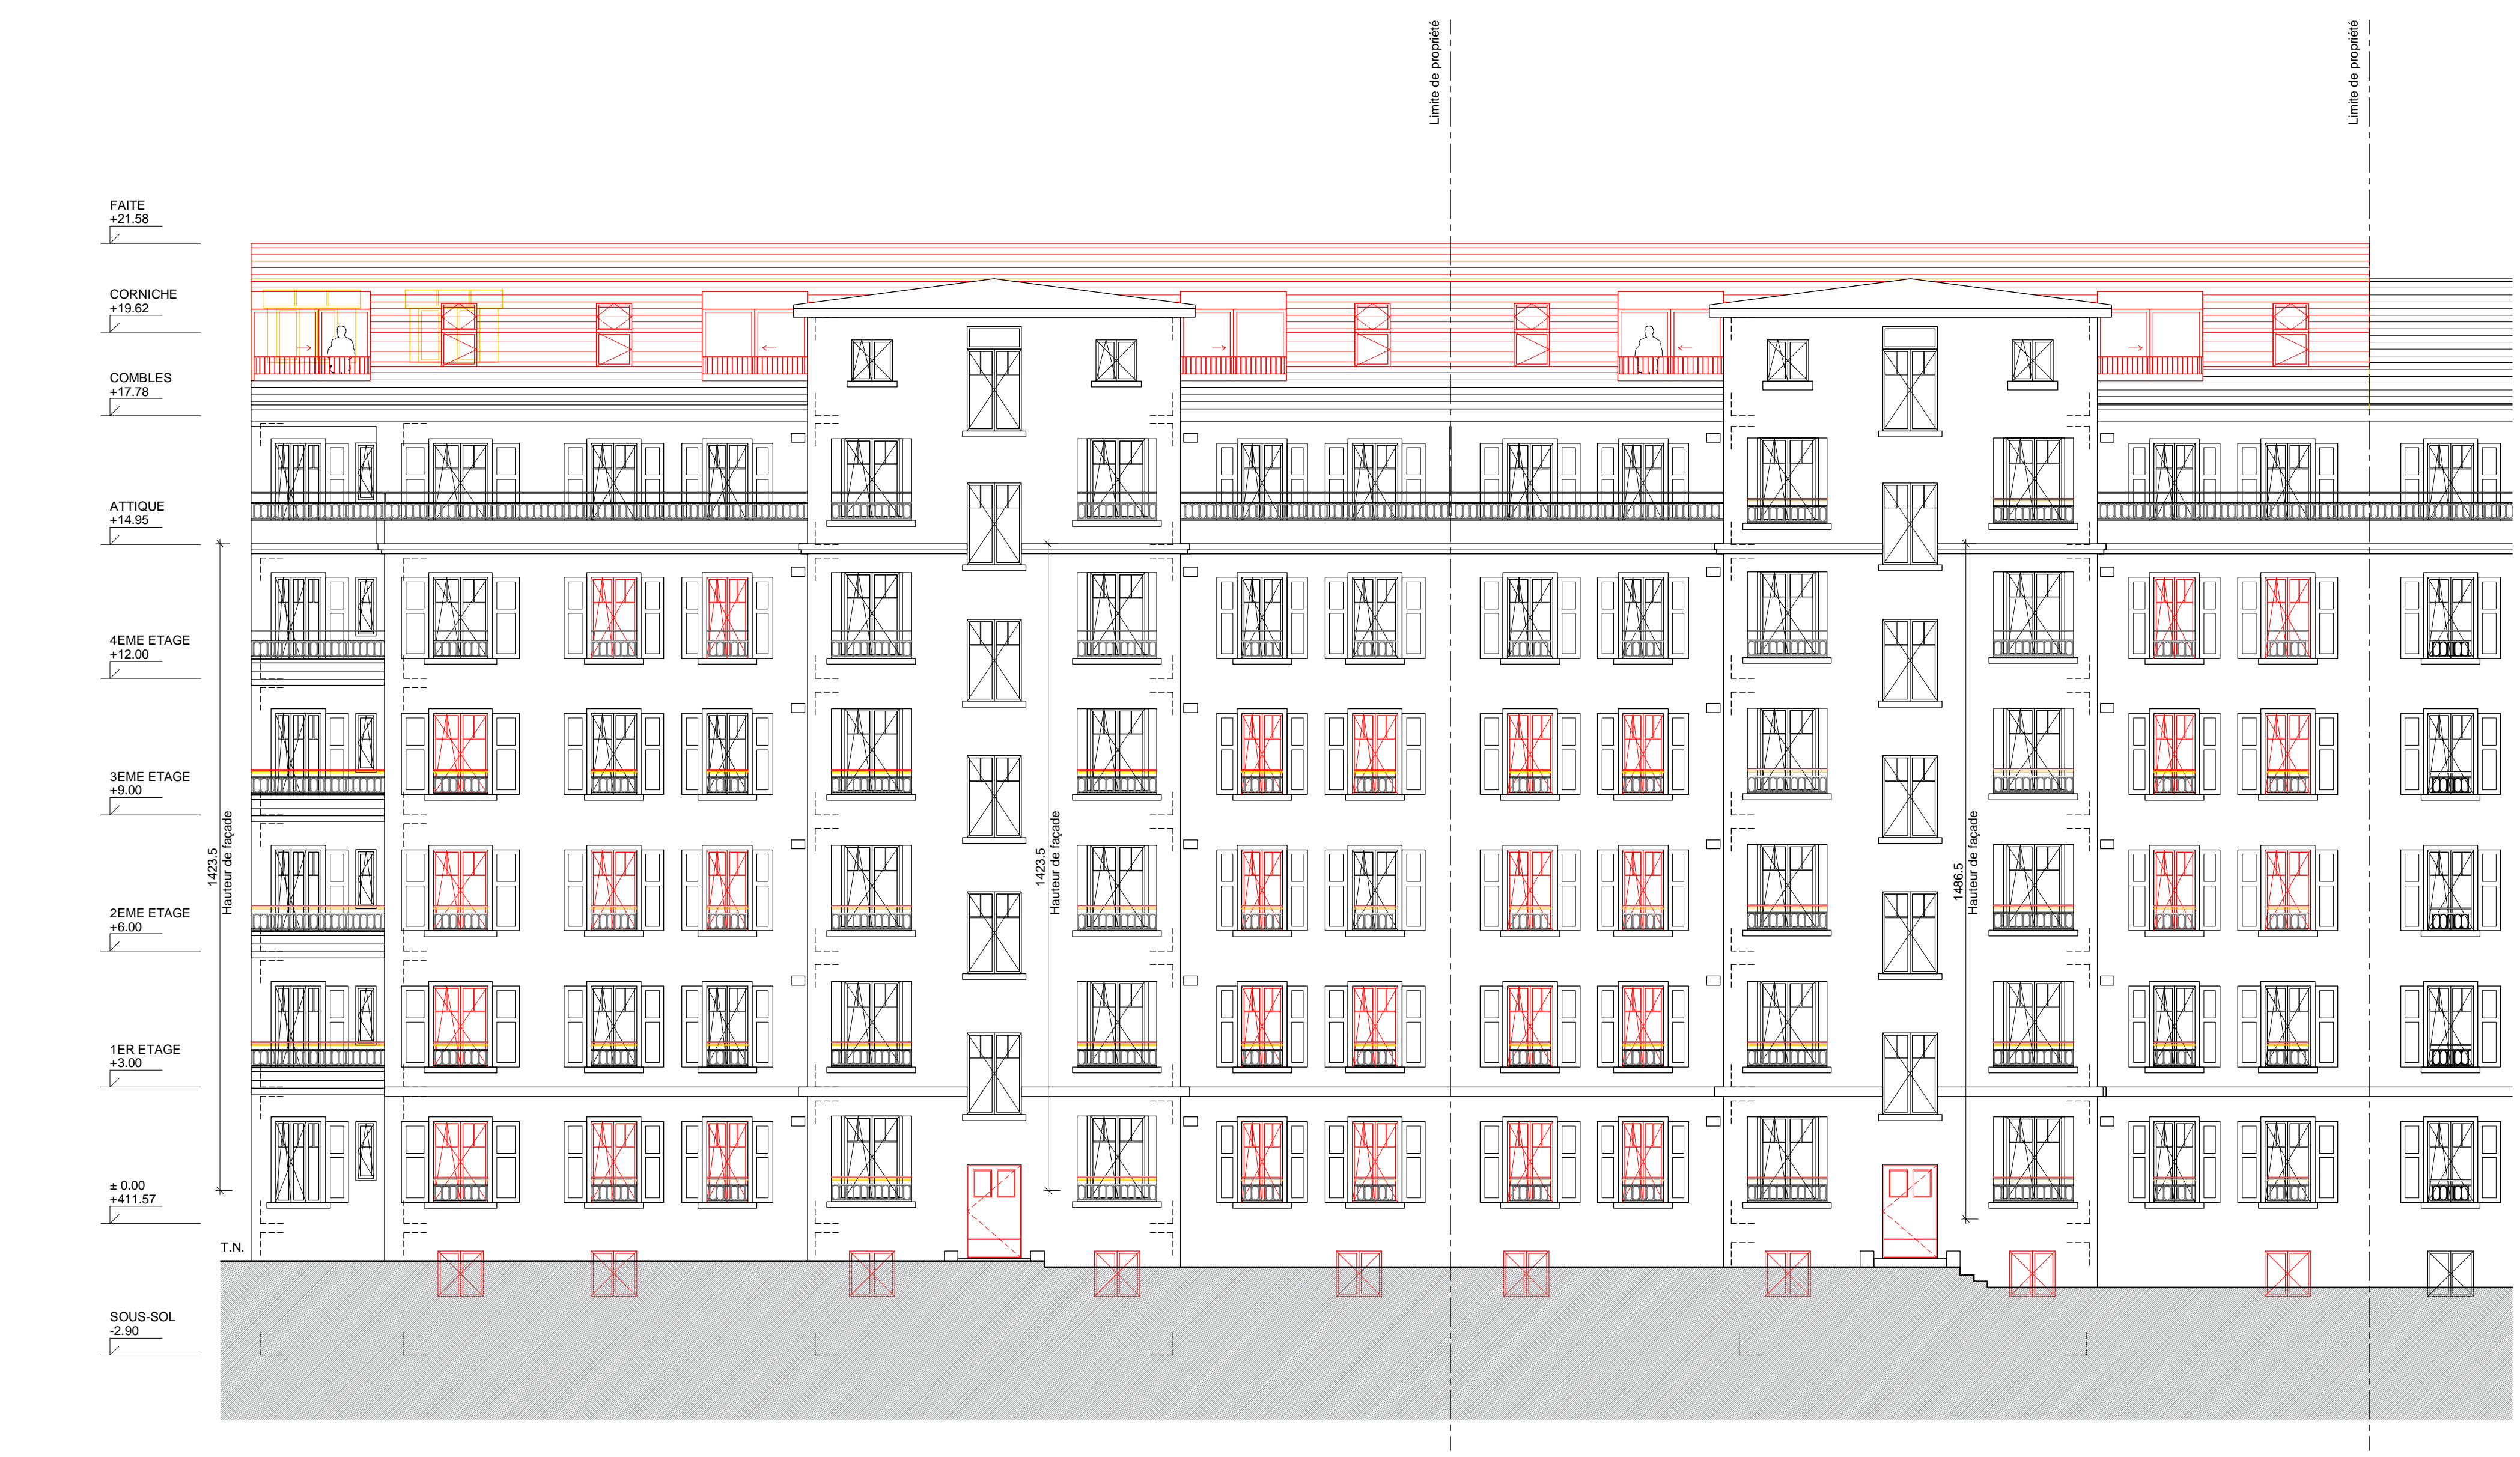 Limite de propriété
Limite de propriété
FAITE
+21.58
CORNICHE
+19.62
COMBLES
+17.78
ATTIQUE
+14.95
4EME ETAGE
+12.00
3EME ETAGE
+9.00
1423.5
Hauteur de façade
1423.5
Hauteur de façade
1486.5
Hauteur de façade
2EME ETAGE
+6.00
1ER ETAGE
+3.00
± 0.00
+411.57
T.N.
SOUS-SOL
-2.90